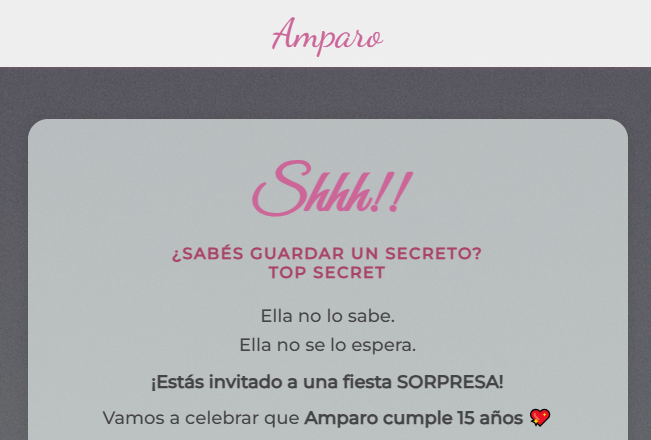 Amparo
Shhh!!
¿SABÉS GUARDAR UN SECRETO?
TOP SECRET
Ella no lo sabe.
Ella no se lo espera.
¡Estás invitado a una fiesta SORPRESA!
Vamos a celebrar que Amparo cumple 15 años 💖